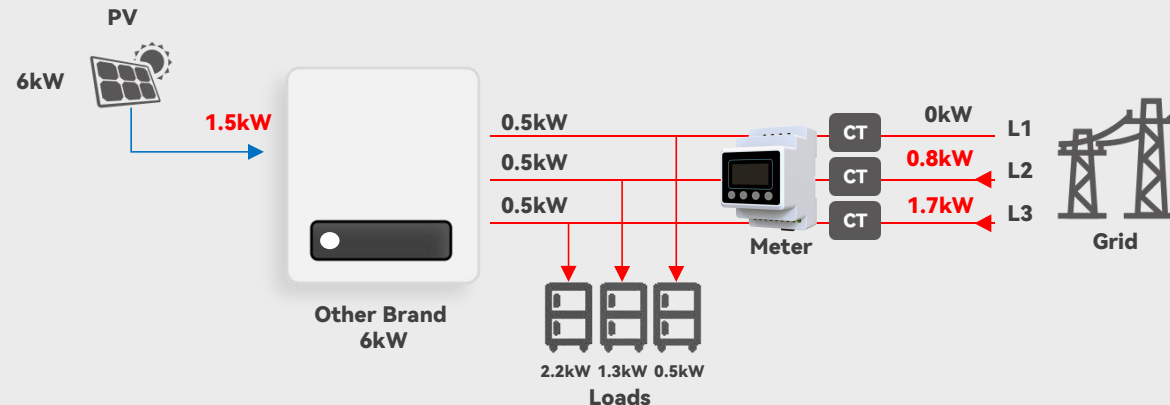 PV
6kW
1.5kW
Other Brand
6kW
0.5kW
0.5kW
0.5kW
Meter
CT
CT
CT
0kW
0.8kW
1.7kW
L1
L2
L3
Grid
2.2kW 1.3kW 0.5kW
Loads